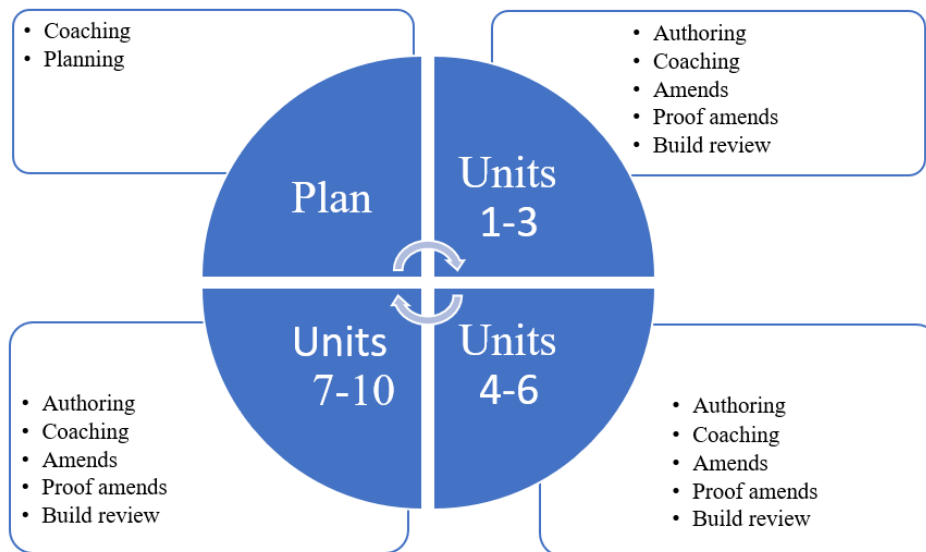 • Coaching
• Planning
• Authoring
• Coaching
• Amends
• Proof amends
• Build review
Plan
Units
1-3
Units
7-10
Units
4-6
• Authoring
• Coaching
• Amends
• Proof amends
• Build review
• Authoring
• Coaching
• Amends
• Proof amends
• Build review